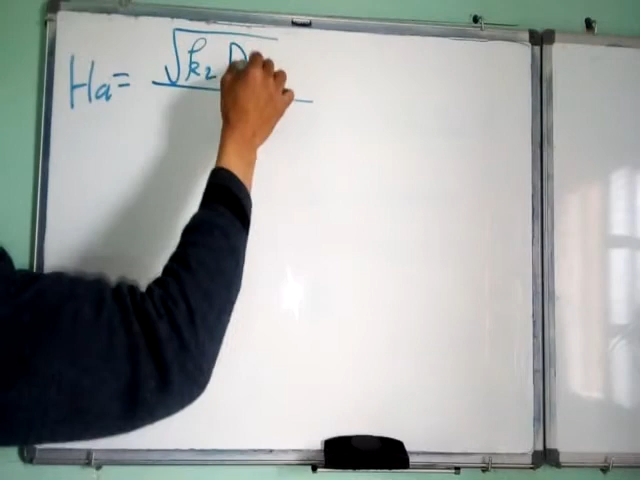 Ha = √k₂ D